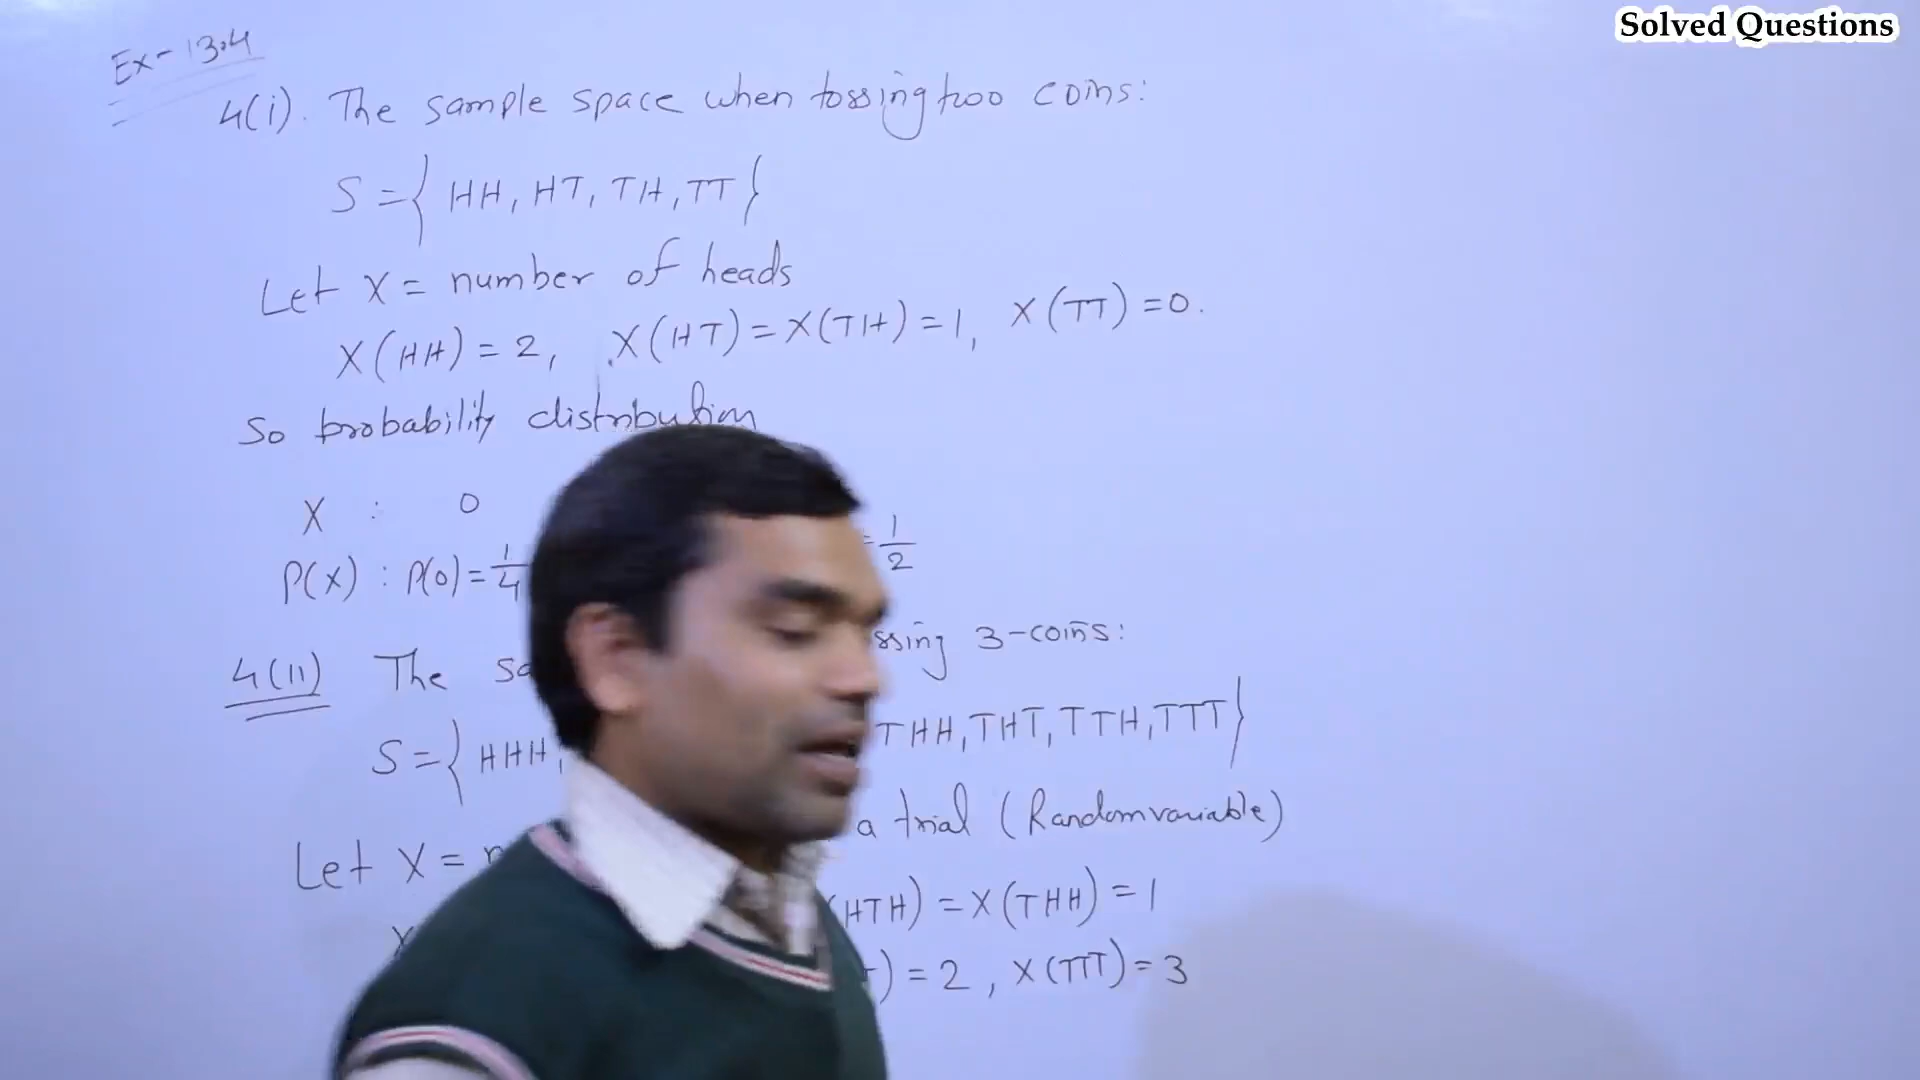 Solved Questions
Ex-13.4
4(i). The sample space when tossing two coins:
S = { HH, HT, TH, TT }
Let X = number of heads
X(HH) = 2, X(HT) = X(TH) = 1, X(TT) = 0.
So probability distribution
X : 0
P(X) : P(0) = 1/4 = 1/2
4(11) The ssing 3-coins:
S = { HHH, THH, THT, TTH, TTT }
Let X = a trial (Random variable)
X HTH) = X(THH) = 1
) = 2, X(TTT) = 3